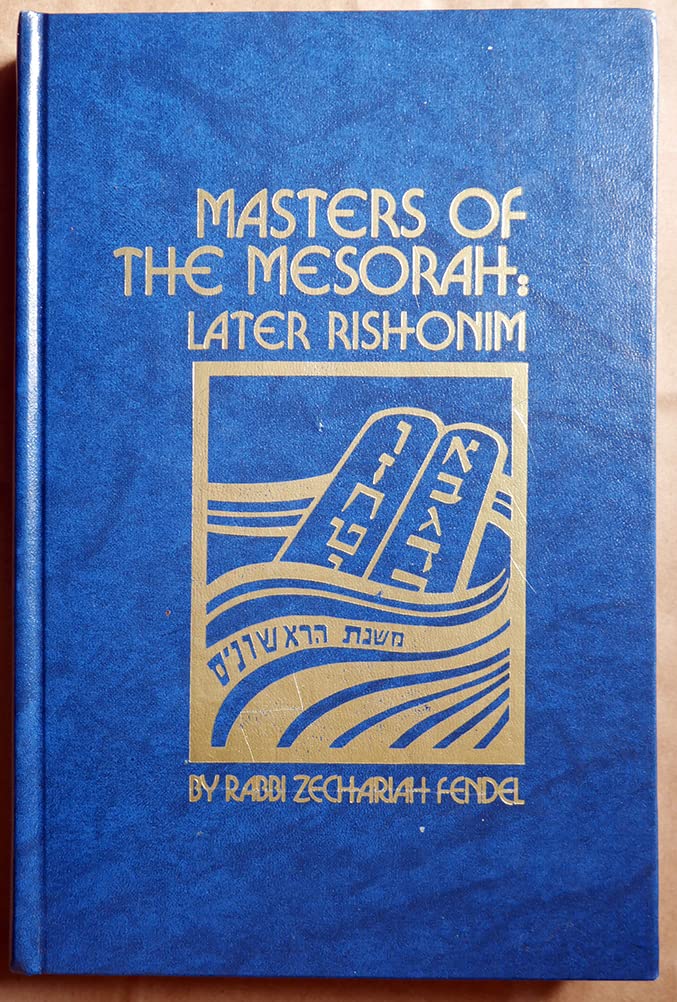 MASTERS OF
THE MESORAH:
LATER RISHONIM
א
ב
ג
ד
ה
ו
ז
ח
ט
י
משנת הראשונים
BY RABBI ZECHARIAH FENDEL